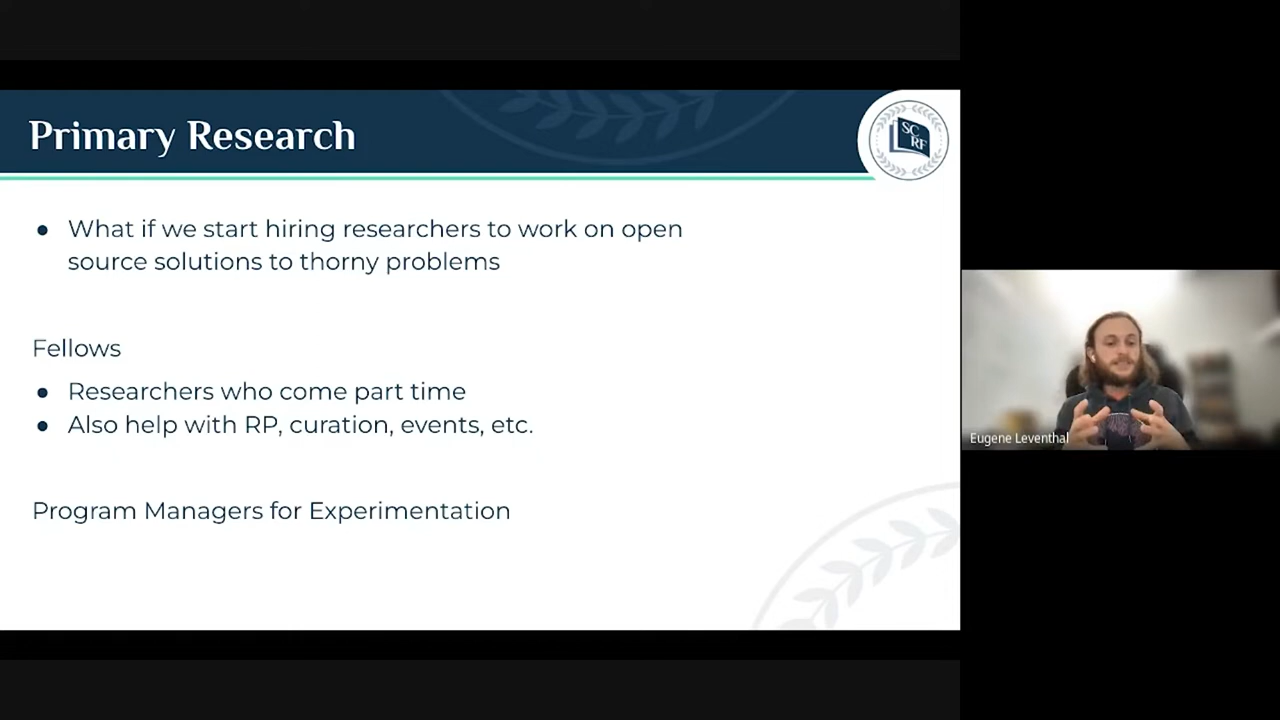 Primary Research
SC
RF
● What if we start hiring researchers to work on open
source solutions to thorny problems
Fellows
● Researchers who come part time
● Also help with RP, curation, events, etc.
Program Managers for Experimentation
Eugene Leventhal